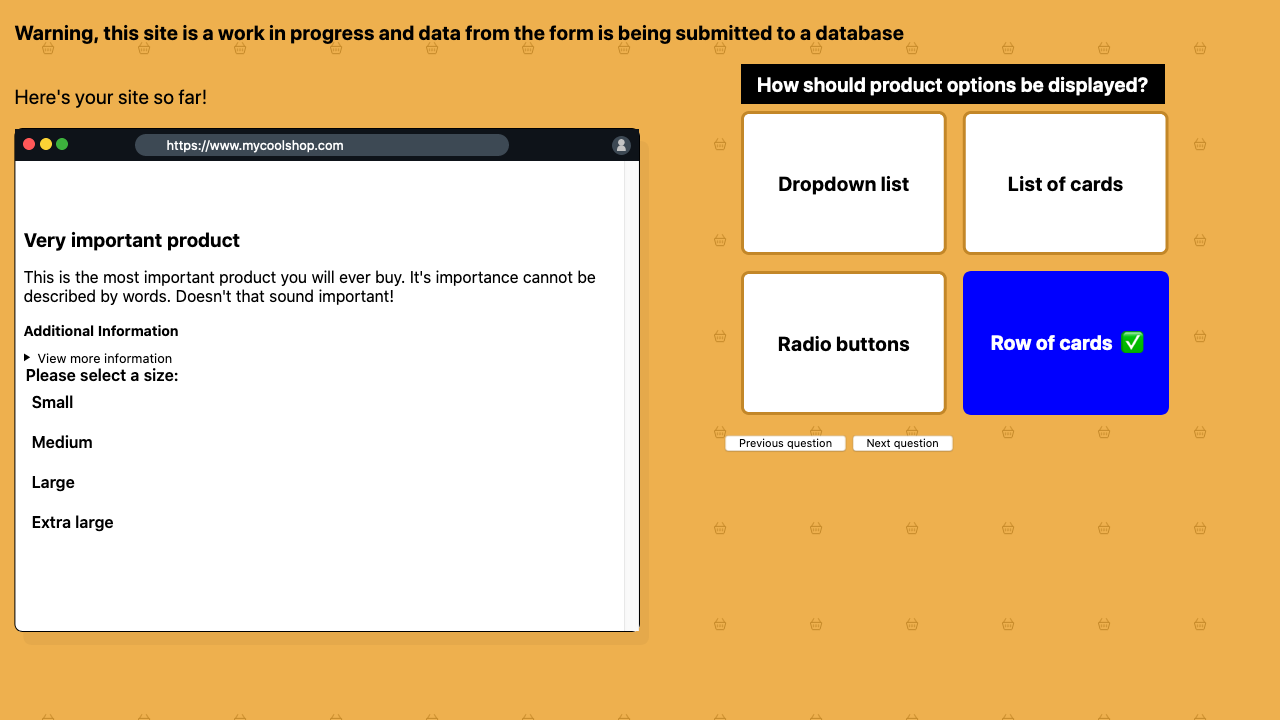 Warning, this site is a work in progress and data from the form is being submitted to a database
Here's your site so far!
https://www.mycoolshop.com
Very important product
This is the most important product you will ever buy. It's importance cannot be
described by words. Doesn't that sound important!
Additional Information
View more information
Please select a size:
Small
Medium
Large
Extra large
How should product options be displayed?
Dropdown list
List of cards
Radio buttons
Row of cards ✅
Previous question
Next question